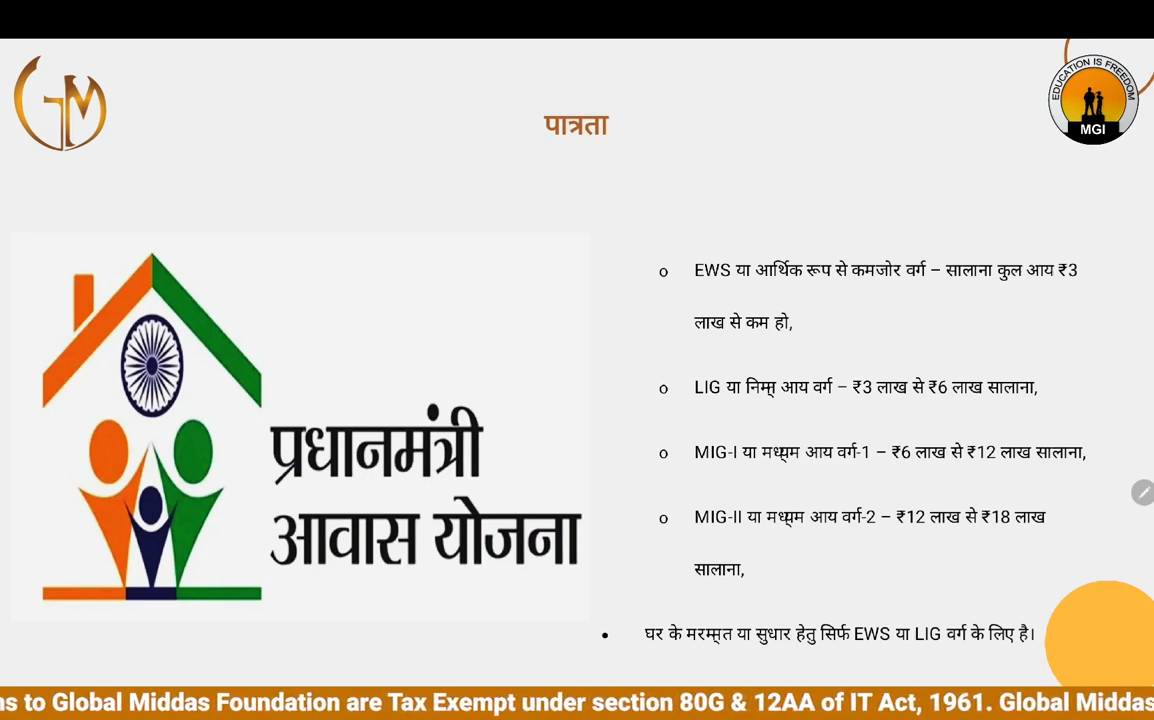 GM
EDUCATION IS FREEDOM
MGI
पात्रता
EWS या आर्थिक रूप से कमजोर वर्ग – सालाना कुल आय ₹3
लाख से कम हो,
LIG या निम्न आय वर्ग – ₹3 लाख से ₹6 लाख सालाना,
MIG-I या मध्यम आय वर्ग-1 – ₹6 लाख से ₹12 लाख सालाना,
MIG-II या मध्यम आय वर्ग-2 – ₹12 लाख से ₹18 लाख
सालाना,
घर के मरम्मत या सुधार हेतु सिर्फ EWS या LIG वर्ग के लिए है।
प्रधानमंत्री
आवास योजना
ns to Global Middas Foundation are Tax Exempt under section 80G & 12AA of IT Act, 1961. Global Middas